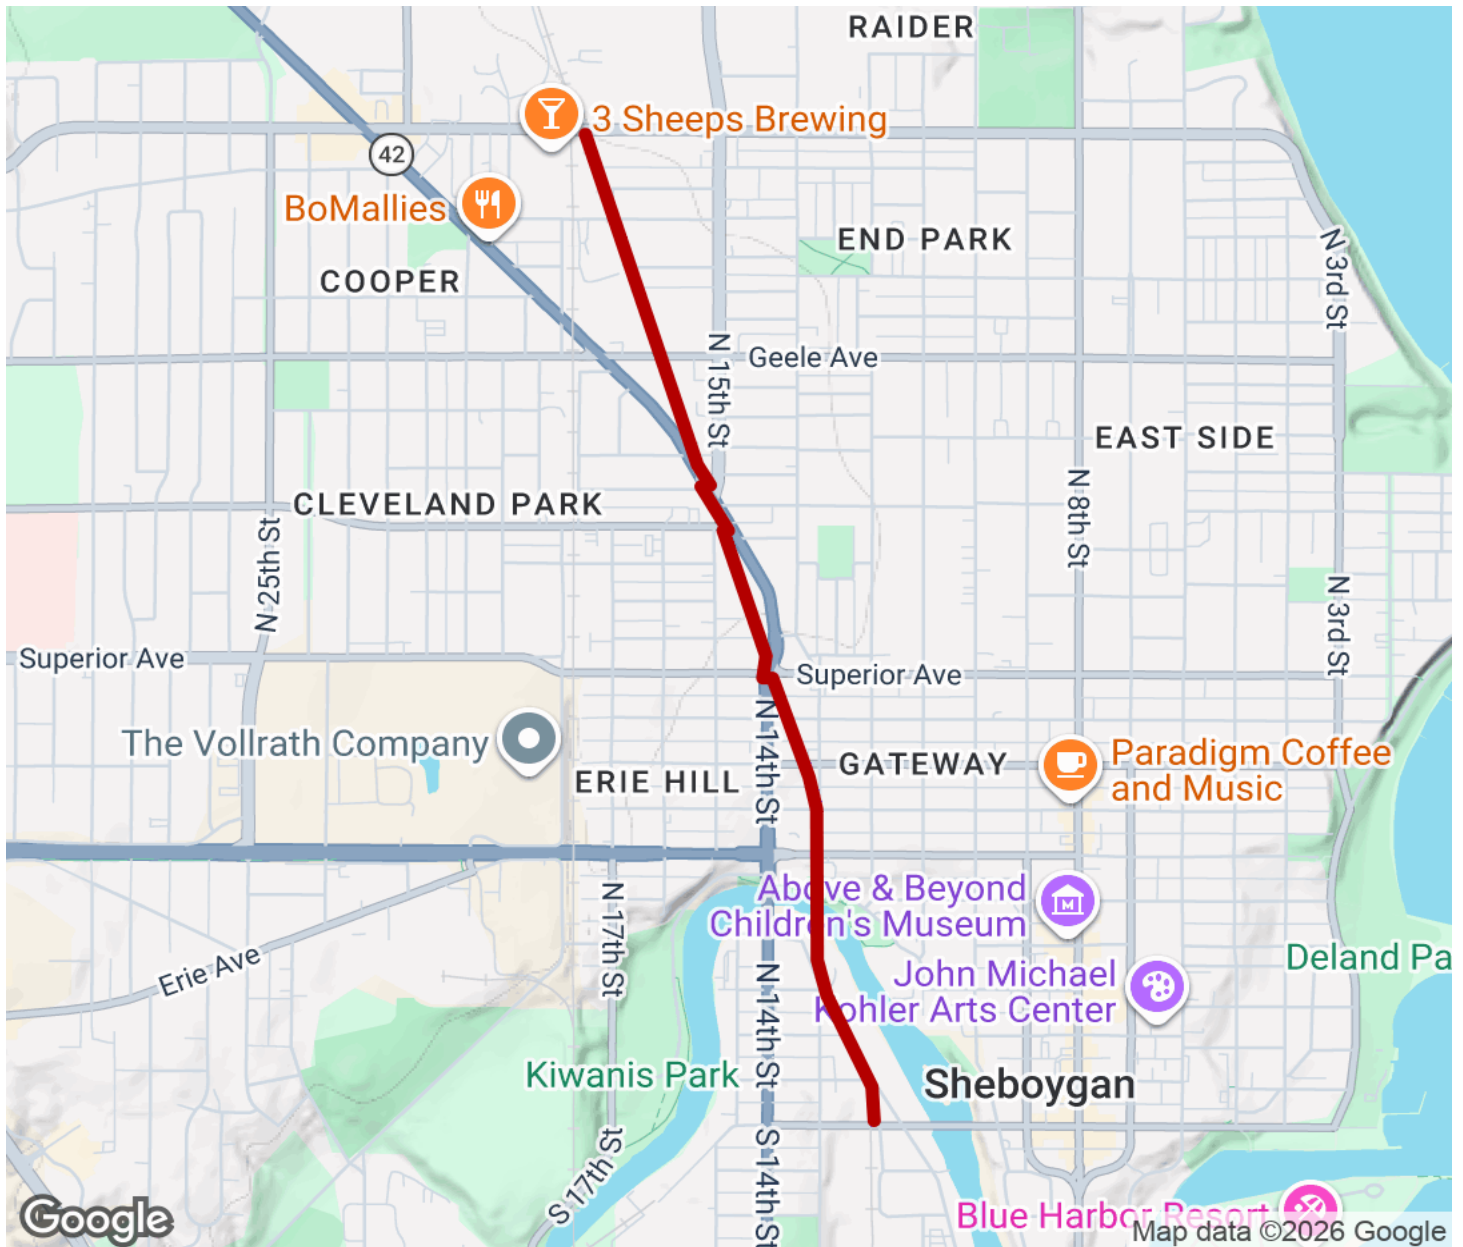 RAIDER
3 Sheeps Brewing
42
BoMallies
END PARK
COOPER
N 3rd St
N 15th St
Geele Ave
EAST SIDE
CLEVELAND PARK
N 8th St
N 25th St
N 3rd St
Superior Ave
Superior Ave
N 14th St
The Vollrath Company
GATEWAY
Paradigm Coffee
and Music
ERIE HILL
Above & Beyond
Children's Museum
N 17th St
Erie Ave
N 14th St
Deland Pa
John Michael
Kohler Arts Center
Kiwanis Park
Sheboygan
S 17th St
S 14th St
Blue Harbor Resort
Google
Map data ©2026 Google